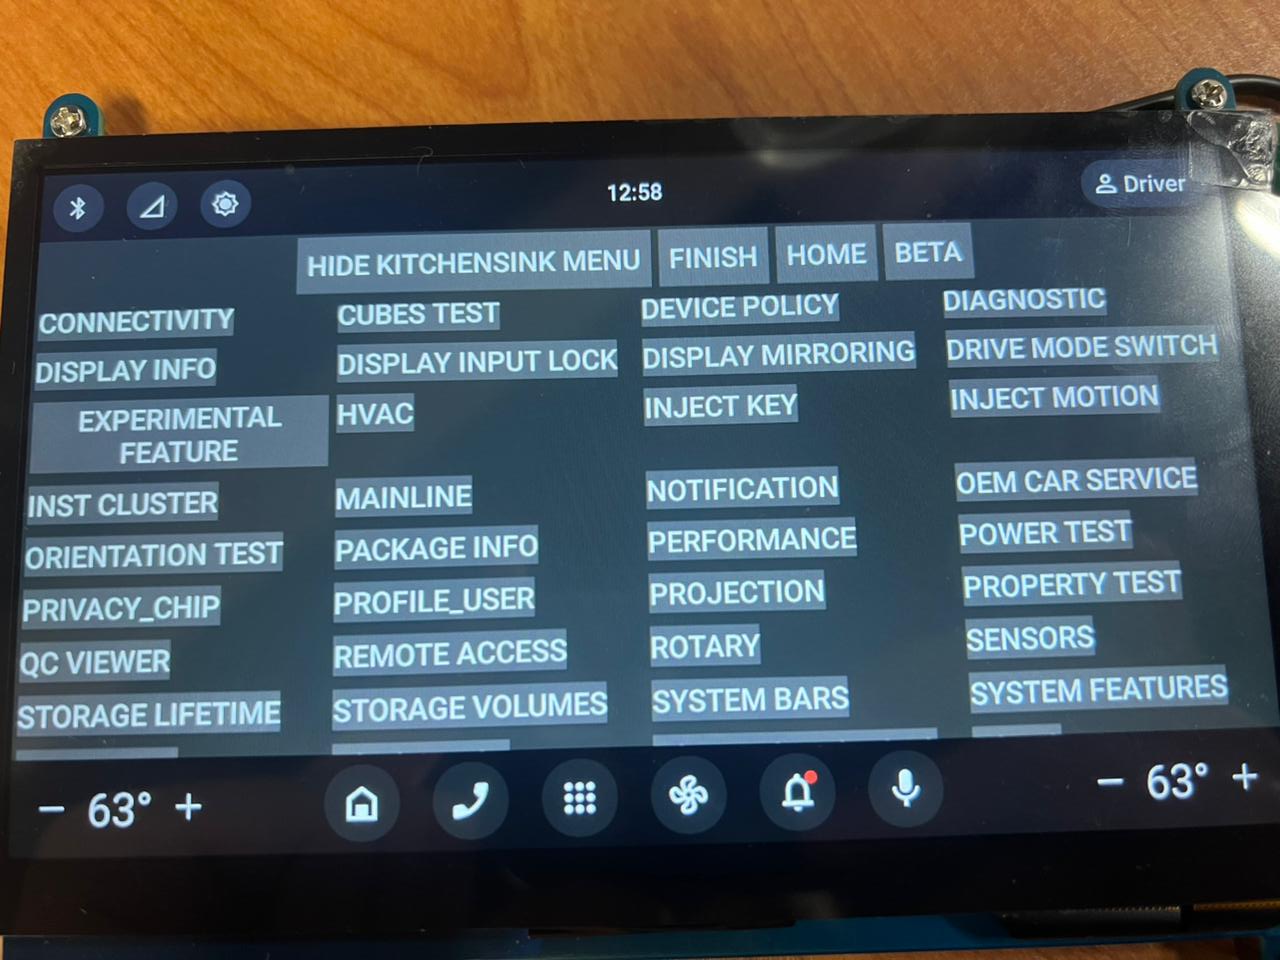 12:58
Driver
HIDE KITCHENSINK MENU FINISH HOME BETA
CONNECTIVITY CUBES TEST DEVICE POLICY DIAGNOSTIC
DISPLAY INFO DISPLAY INPUT LOCK DISPLAY MIRRORING DRIVE MODE SWITCH
EXPERIMENTAL
FEATURE
HVAC INJECT KEY INJECT MOTION
INST CLUSTER MAINLINE NOTIFICATION OEM CAR SERVICE
ORIENTATION TEST PACKAGE INFO PERFORMANCE POWER TEST
PRIVACY_CHIP PROFILE_USER PROJECTION PROPERTY TEST
QC VIEWER REMOTE ACCESS ROTARY SENSORS
STORAGE LIFETIME STORAGE VOLUMES SYSTEM BARS SYSTEM FEATURES
− 63° + − 63° +